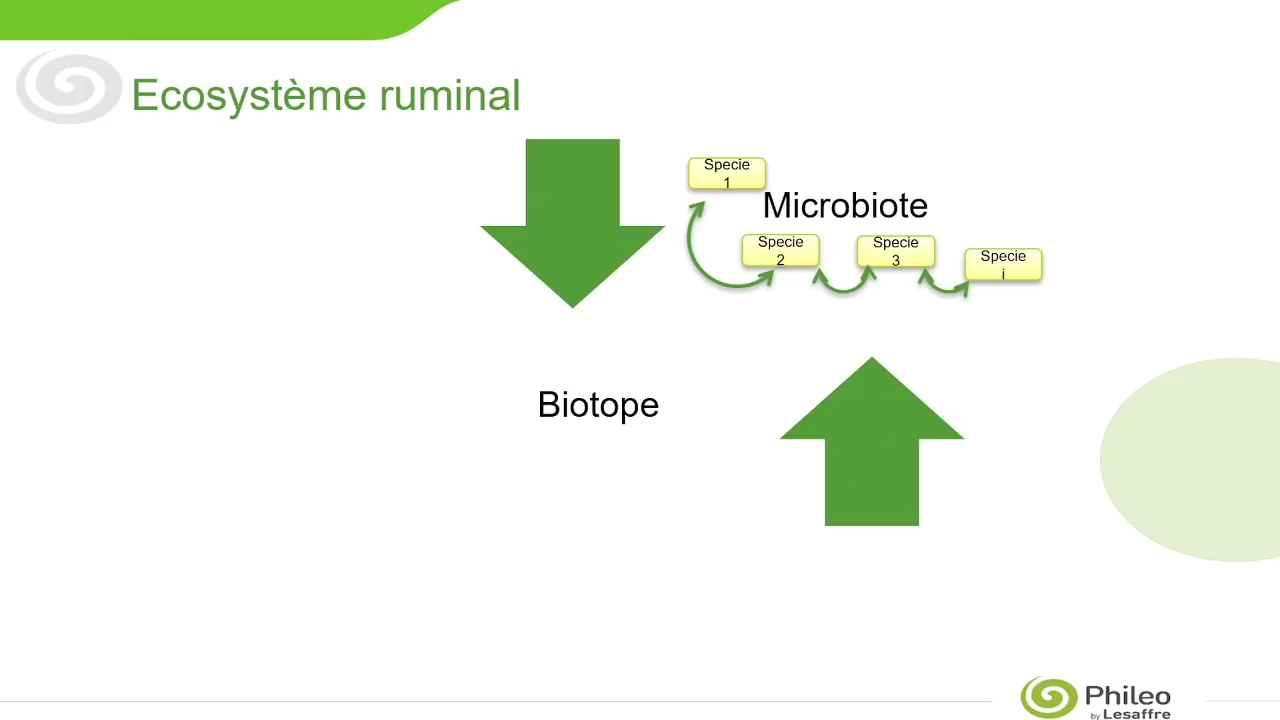 Ecosystème ruminal
Specie
1
Microbiote
Specie
2
Specie
3
Specie
i
Biotope
Phileo
by Lesaffre